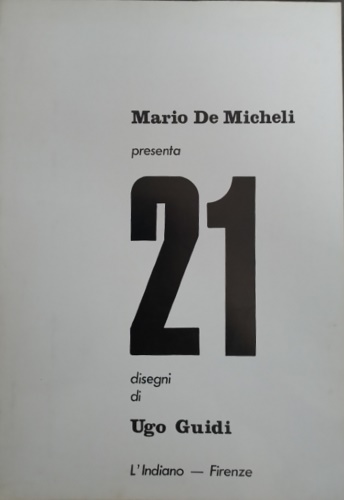 Mario De Micheli
presenta
21
disegni
di
Ugo Guidi
L'Indiano — Firenze